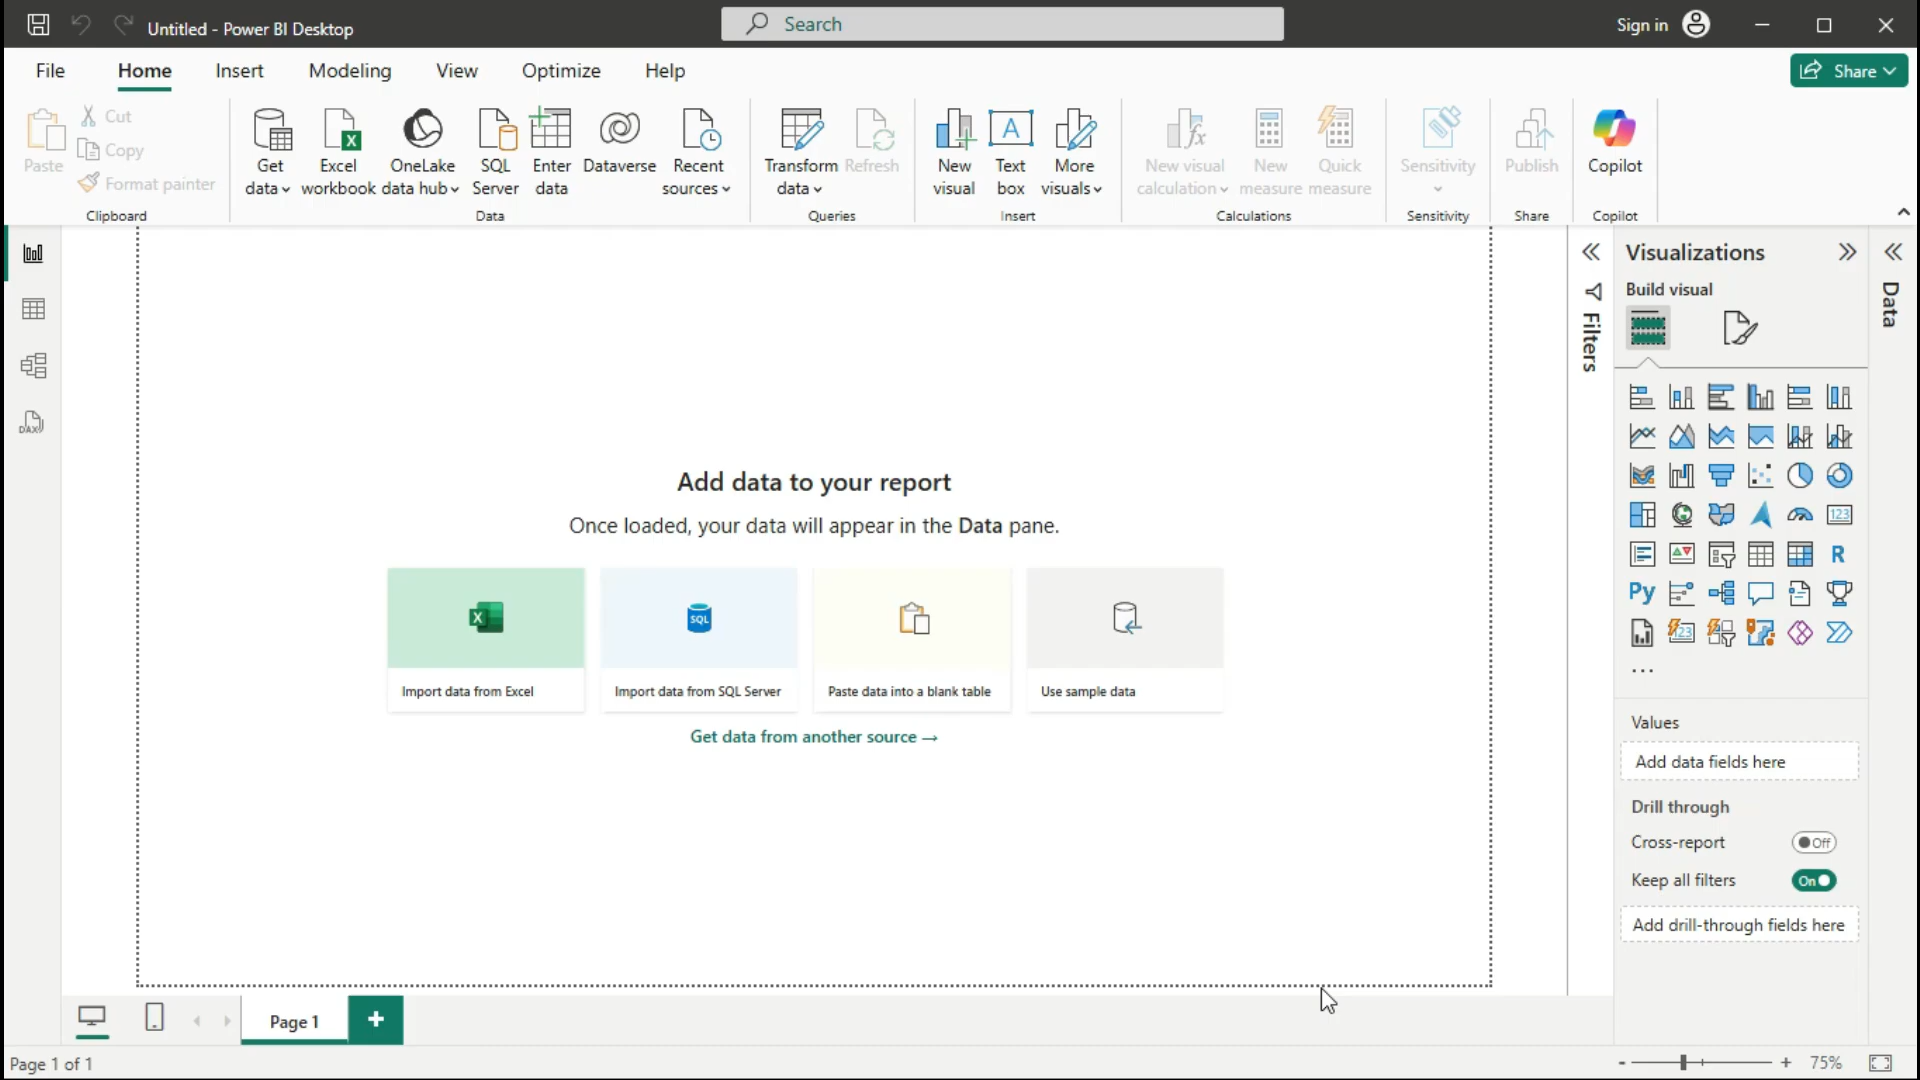 Untitled - Power BI Desktop
Search
Sign in
File
Home
Insert
Modeling
View
Optimize
Help
Share
Paste
Cut
Copy
Format painter
Clipboard
Get
data
Excel
workbook
OneLake
data hub
SQL
Server
Enter
data
Dataverse
Recent
sources
Data
Transform
data
Refresh
Queries
New
visual
A
Text
box
More
visuals
Insert
New visual
calculation
New
measure
Quick
measure
Calculations
Sensitivity
Sensitivity
Publish
Share
Copilot
Copilot
DAX
Add data to your report
Once loaded, your data will appear in the Data pane.
X
SQL
Import data from Excel
Import data from SQL Server
Paste data into a blank table
Use sample data
Get data from another source →
Filters
Visualizations
Build visual
123
R
Py
123
...
Values
Add data fields here
Drill through
Cross-report
Off
Keep all filters
On
Add drill-through fields here
Data
Page 1
+
Page 1 of 1
- + 75%